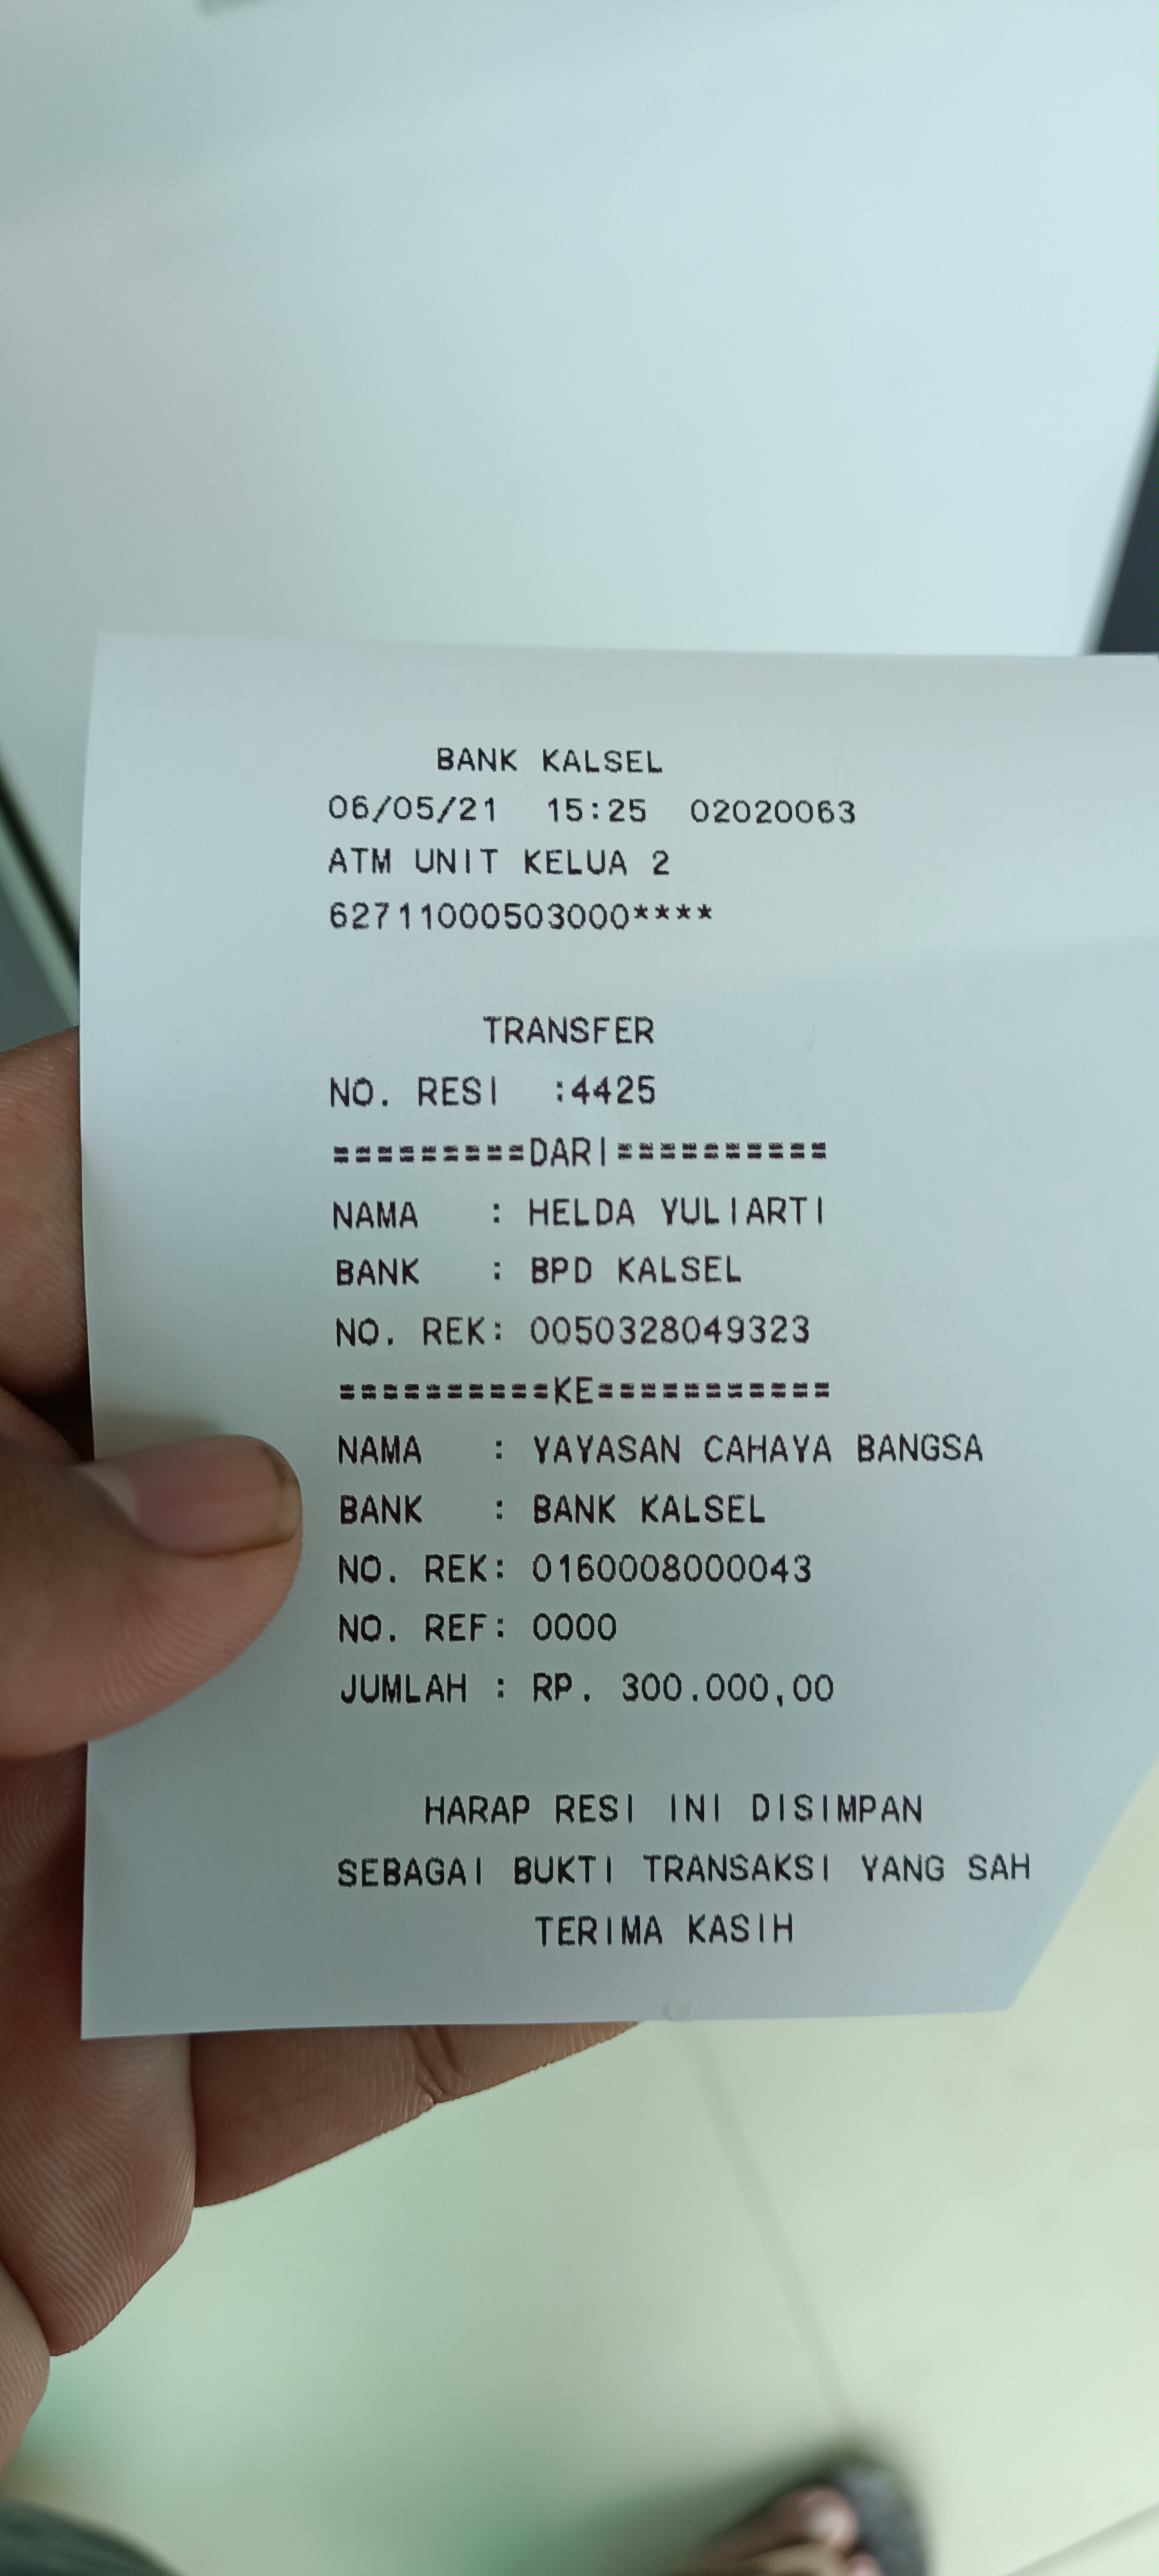 BANK KALSEL
06/05/21 15:25 02020063
ATM UNIT KELUA 2
62711000503000****
TRANSFER
NO. RESI :4425
=========DARI==========
NAMA : HELDA YULIARTI
BANK : BPD KALSEL
NO. REK: 0050328049323
==========KE===========
NAMA : YAYASAN CAHAYA BANGSA
BANK : BANK KALSEL
NO. REK: 0160008000043
NO. REF: 0000
JUMLAH : RP. 300.000,00
HARAP RESI INI DISIMPAN
SEBAGAI BUKTI TRANSAKSI YANG SAH
TERIMA KASIH